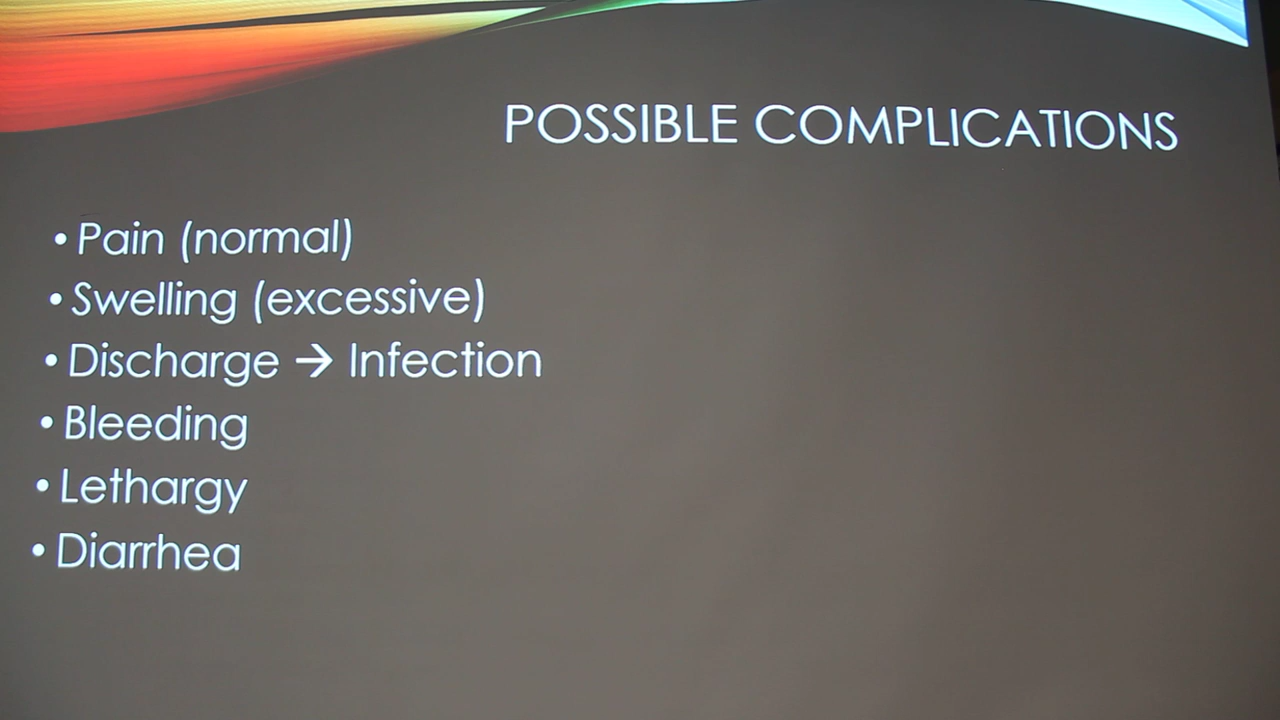 POSSIBLE COMPLICATIONS
• Pain (normal)
• Swelling (excessive)
• Discharge → Infection
• Bleeding
• Lethargy
• Diarrhea